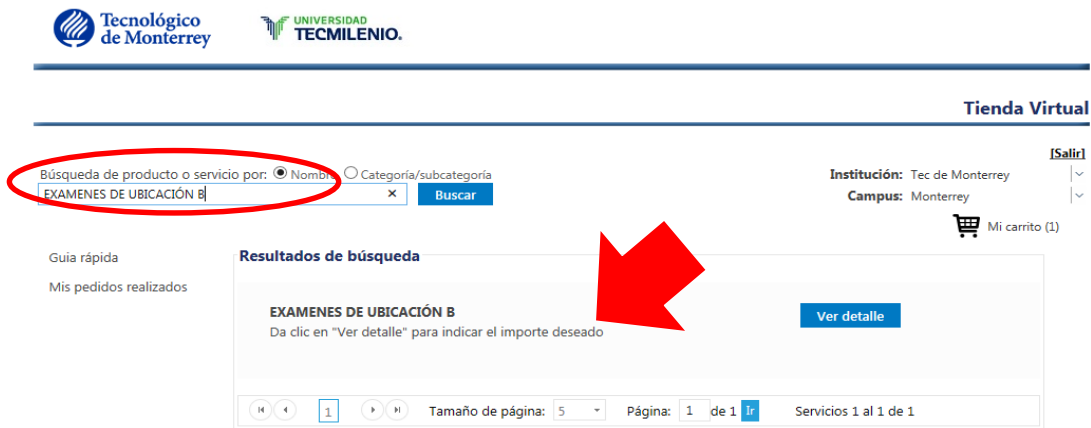 Tecnológico
de Monterrey
UNIVERSIDAD
TECMILENIO.
Tienda Virtual
[Salir]
Búsqueda de producto o servicio por: Nombre Categoría/subcategoría
EXAMENES DE UBICACIÓN B × Buscar
Institución: Tec de Monterrey
Campus: Monterrey
Mi carrito (1)
Guia rápida
Mis pedidos realizados
Resultados de búsqueda
EXAMENES DE UBICACIÓN B
Da clic en "Ver detalle" para indicar el importe deseado
Ver detalle
1 Tamaño de página: 5 Página: 1 de 1 Ir Servicios 1 al 1 de 1